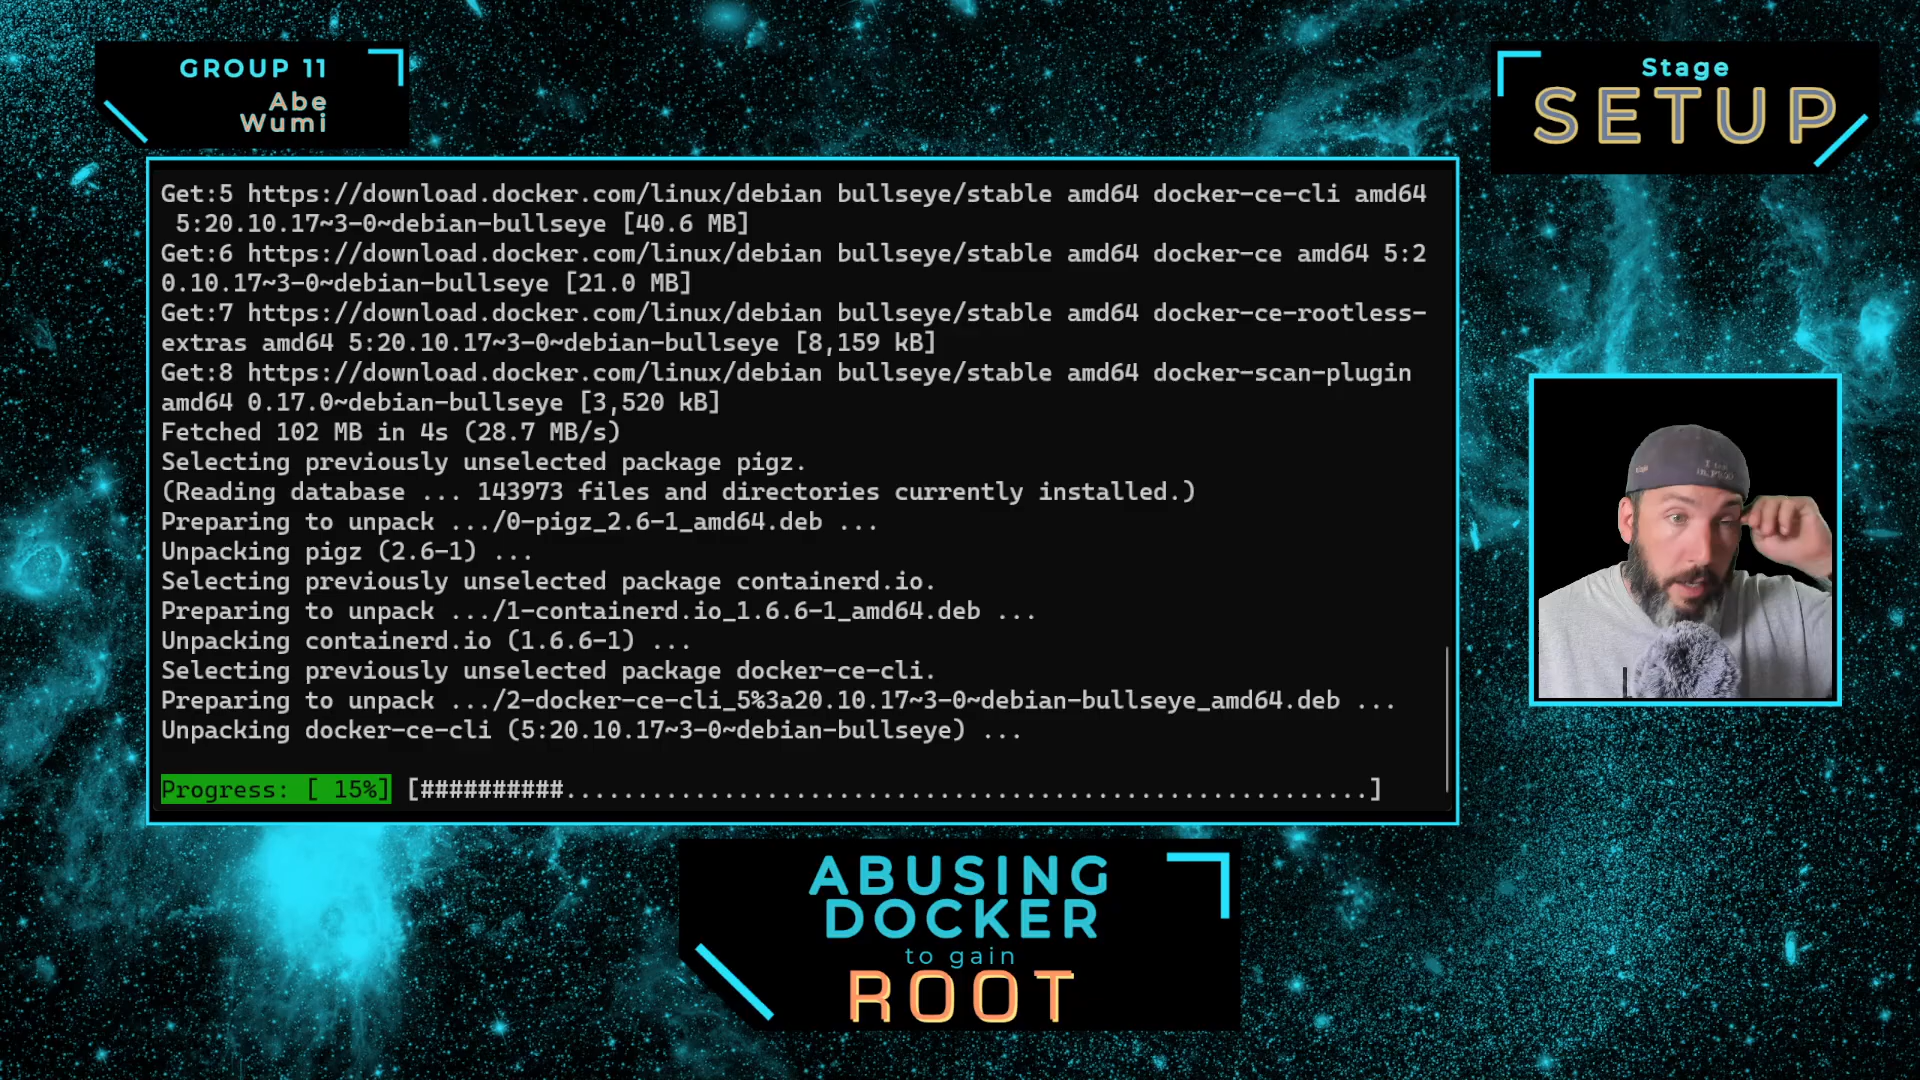 GROUP 11
Abe
Wumi
Stage
SETUP
Get:5 https://download.docker.com/linux/debian bullseye/stable amd64 docker-ce-cli amd64
5:20.10.17~3-0~debian-bullseye [40.6 MB]
Get:6 https://download.docker.com/linux/debian bullseye/stable amd64 docker-ce amd64 5:2
0.10.17~3-0~debian-bullseye [21.0 MB]
Get:7 https://download.docker.com/linux/debian bullseye/stable amd64 docker-ce-rootless-
extras amd64 5:20.10.17~3-0~debian-bullseye [8,159 kB]
Get:8 https://download.docker.com/linux/debian bullseye/stable amd64 docker-scan-plugin
amd64 0.17.0~debian-bullseye [3,520 kB]
Fetched 102 MB in 4s (28.7 MB/s)
Selecting previously unselected package pigz.
(Reading database ... 143973 files and directories currently installed.)
Preparing to unpack .../0-pigz_2.6-1_amd64.deb ...
Unpacking pigz (2.6-1) ...
Selecting previously unselected package containerd.io.
Preparing to unpack .../1-containerd.io_1.6.6-1_amd64.deb ...
Unpacking containerd.io (1.6.6-1) ...
Selecting previously unselected package docker-ce-cli.
Preparing to unpack .../2-docker-ce-cli_5%3a20.10.17~3-0~debian-bullseye_amd64.deb ...
Unpacking docker-ce-cli (5:20.10.17~3-0~debian-bullseye) ...
Progress: [ 15%] [##########........................................................]
ABUSING
DOCKER
to gain
ROOT